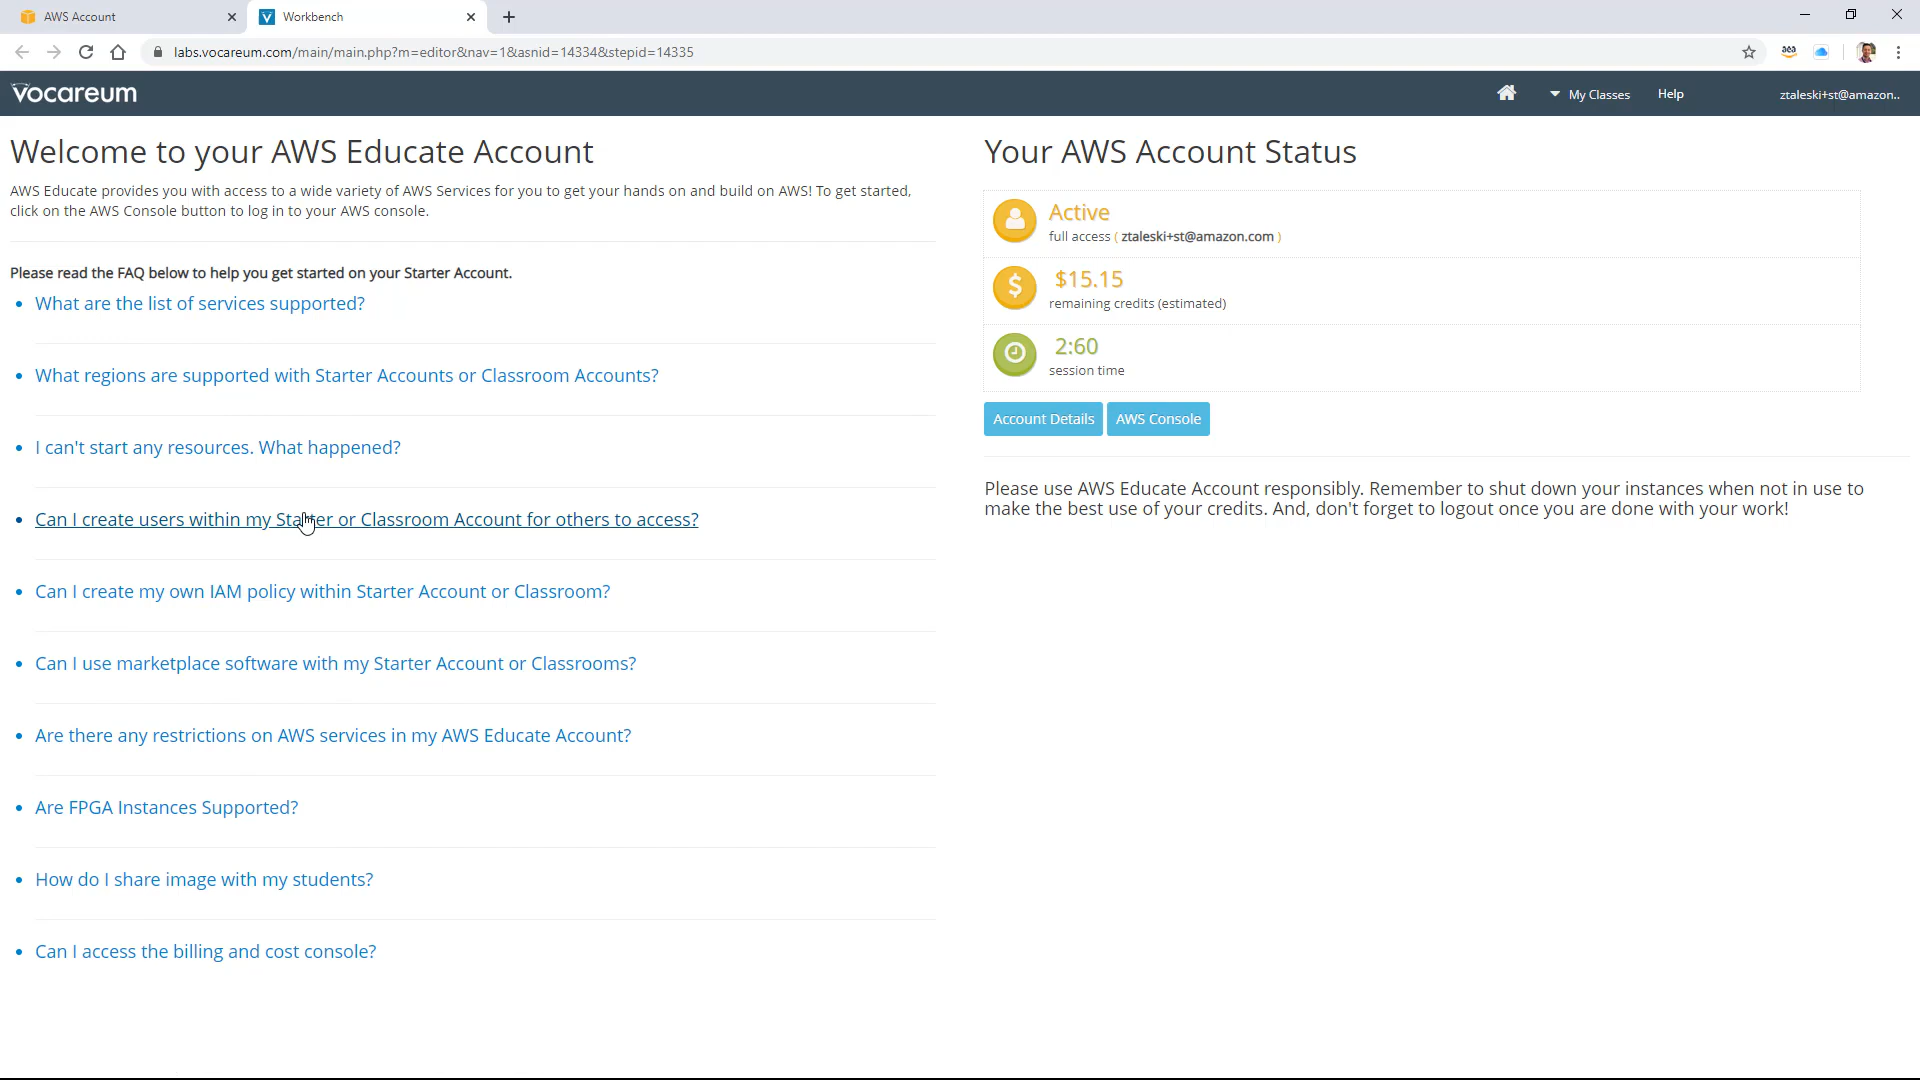 AWS Account
Workbench
labs.vocareum.com/main/main.php?m=editor&nav=1&asnid=14334&stepid=14335
vocareum
My Classes
Help
ztaleski+st@amazon..
Welcome to your AWS Educate Account
AWS Educate provides you with access to a wide variety of AWS Services for you to get your hands on and build on AWS! To get started,
click on the AWS Console button to log in to your AWS console.
Please read the FAQ below to help you get started on your Starter Account.
What are the list of services supported?
What regions are supported with Starter Accounts or Classroom Accounts?
I can't start any resources. What happened?
Can I create users within my Starter or Classroom Account for others to access?
Can I create my own IAM policy within Starter Account or Classroom?
Can I use marketplace software with my Starter Account or Classrooms?
Are there any restrictions on AWS services in my AWS Educate Account?
Are FPGA Instances Supported?
How do I share image with my students?
Can I access the billing and cost console?
Your AWS Account Status
Active
full access ( ztaleski+st@amazon.com )
$15.15
remaining credits (estimated)
2:60
session time
Account Details
AWS Console
Please use AWS Educate Account responsibly. Remember to shut down your instances when not in use to
make the best use of your credits. And, don't forget to logout once you are done with your work!